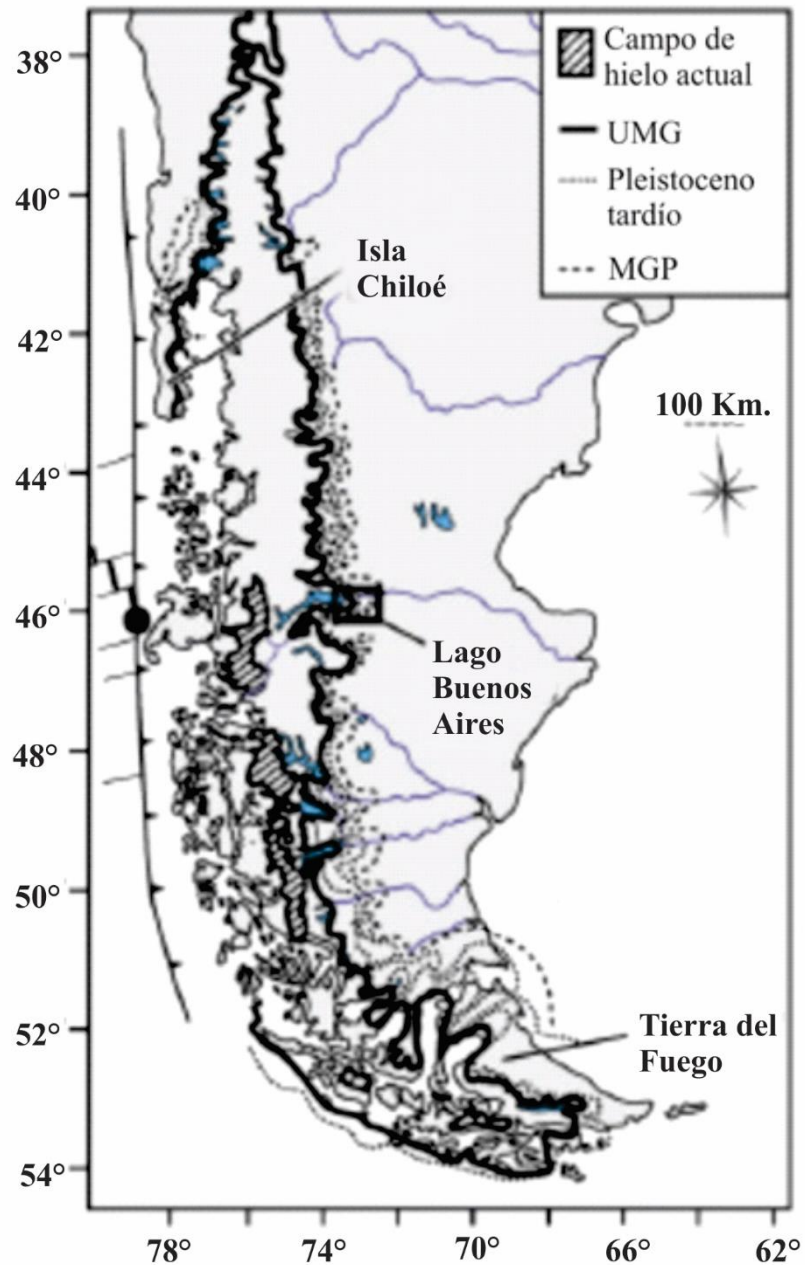 Campo de
hielo actual
UMG
Pleistoceno
tardío
MGP
38°
40°
42°
44°
46°
48°
50°
52°
54°
Isla
Chiloé
100 Km.
Lago
Buenos
Aires
Tierra del
Fuego
78°
74°
70°
66°
62°